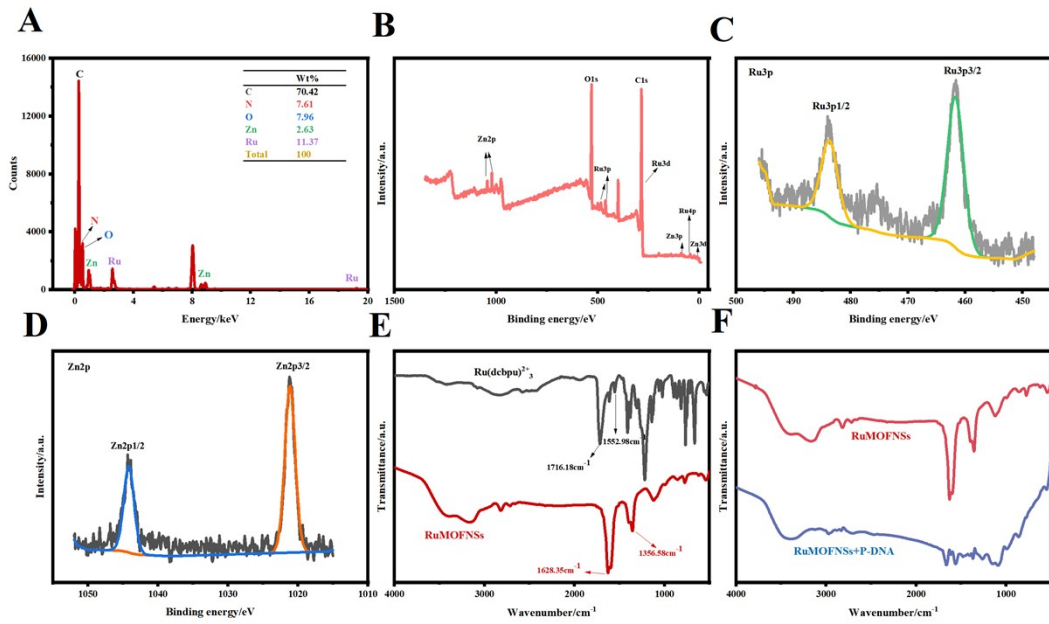 A
16000
12000
8000
4000
0
Counts
C
N
O
Zn
Ru
Zn
Ru
Wt%
C 70.42
N 7.61
O 7.96
Zn 2.63
Ru 11.37
Total 100
0 4 8 12 16 20
Energy/keV
B
Intensity/a.u.
O1s
C1s
Zn2p
Ru3p
Ru3d
Ru4p
Zn3p
Zn3d
1500 1000 500 0
Binding energy/eV
C
Ru3p
Intensity/a.u.
Ru3p1/2
Ru3p3/2
500 490 480 470 460 450
Binding energy/eV
D
Zn2p
Intensity/a.u.
Zn2p1/2
Zn2p3/2
1050 1040 1030 1020 1010
Binding energy/eV
E
Transmittance/a.u.
Ru(dcbpu)²⁺₃
1552.98cm⁻¹
1716.18cm⁻¹
RuMOFNSs
1356.58cm⁻¹
1628.35cm⁻¹
4000 3000 2000 1000
Wavenumber/cm⁻¹
F
Transmittance/a.u.
RuMOFNSs
RuMOFNSs+P-DNA
4000 3000 2000 1000
Wavenumber/cm⁻¹